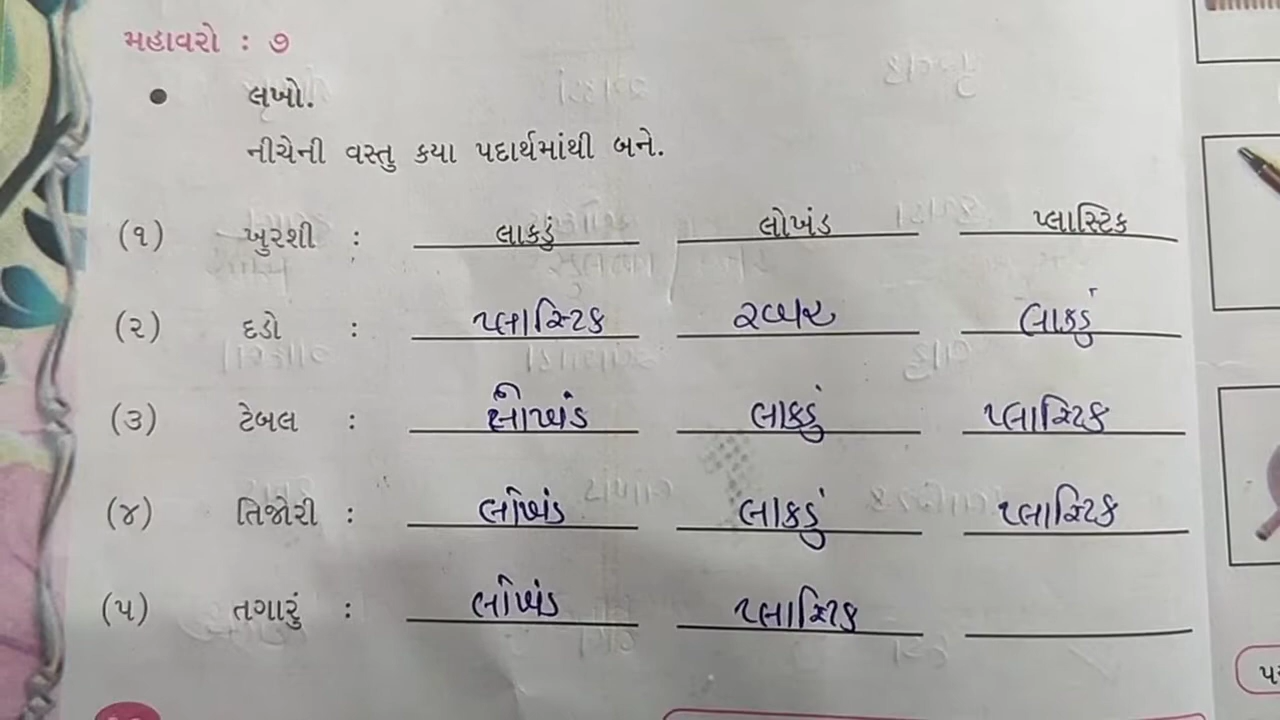 મહાવરો : ૭
● લખો.
નીચેની વસ્તુ કયા પદાર્થમાંથી બને.
(૧) ખુરશી : લાકડું લોખંડ પ્લાસ્ટિક
(૨) દડો : પ્લાસ્ટિક રબર લાકડું
(૩) ટેબલ : લોખંડ લાકડું પ્લાસ્ટિક
(૪) તિજોરી : લોખંડ લાકડું પ્લાસ્ટિક
(૫) તગારું : લોખંડ પ્લાસ્ટિક